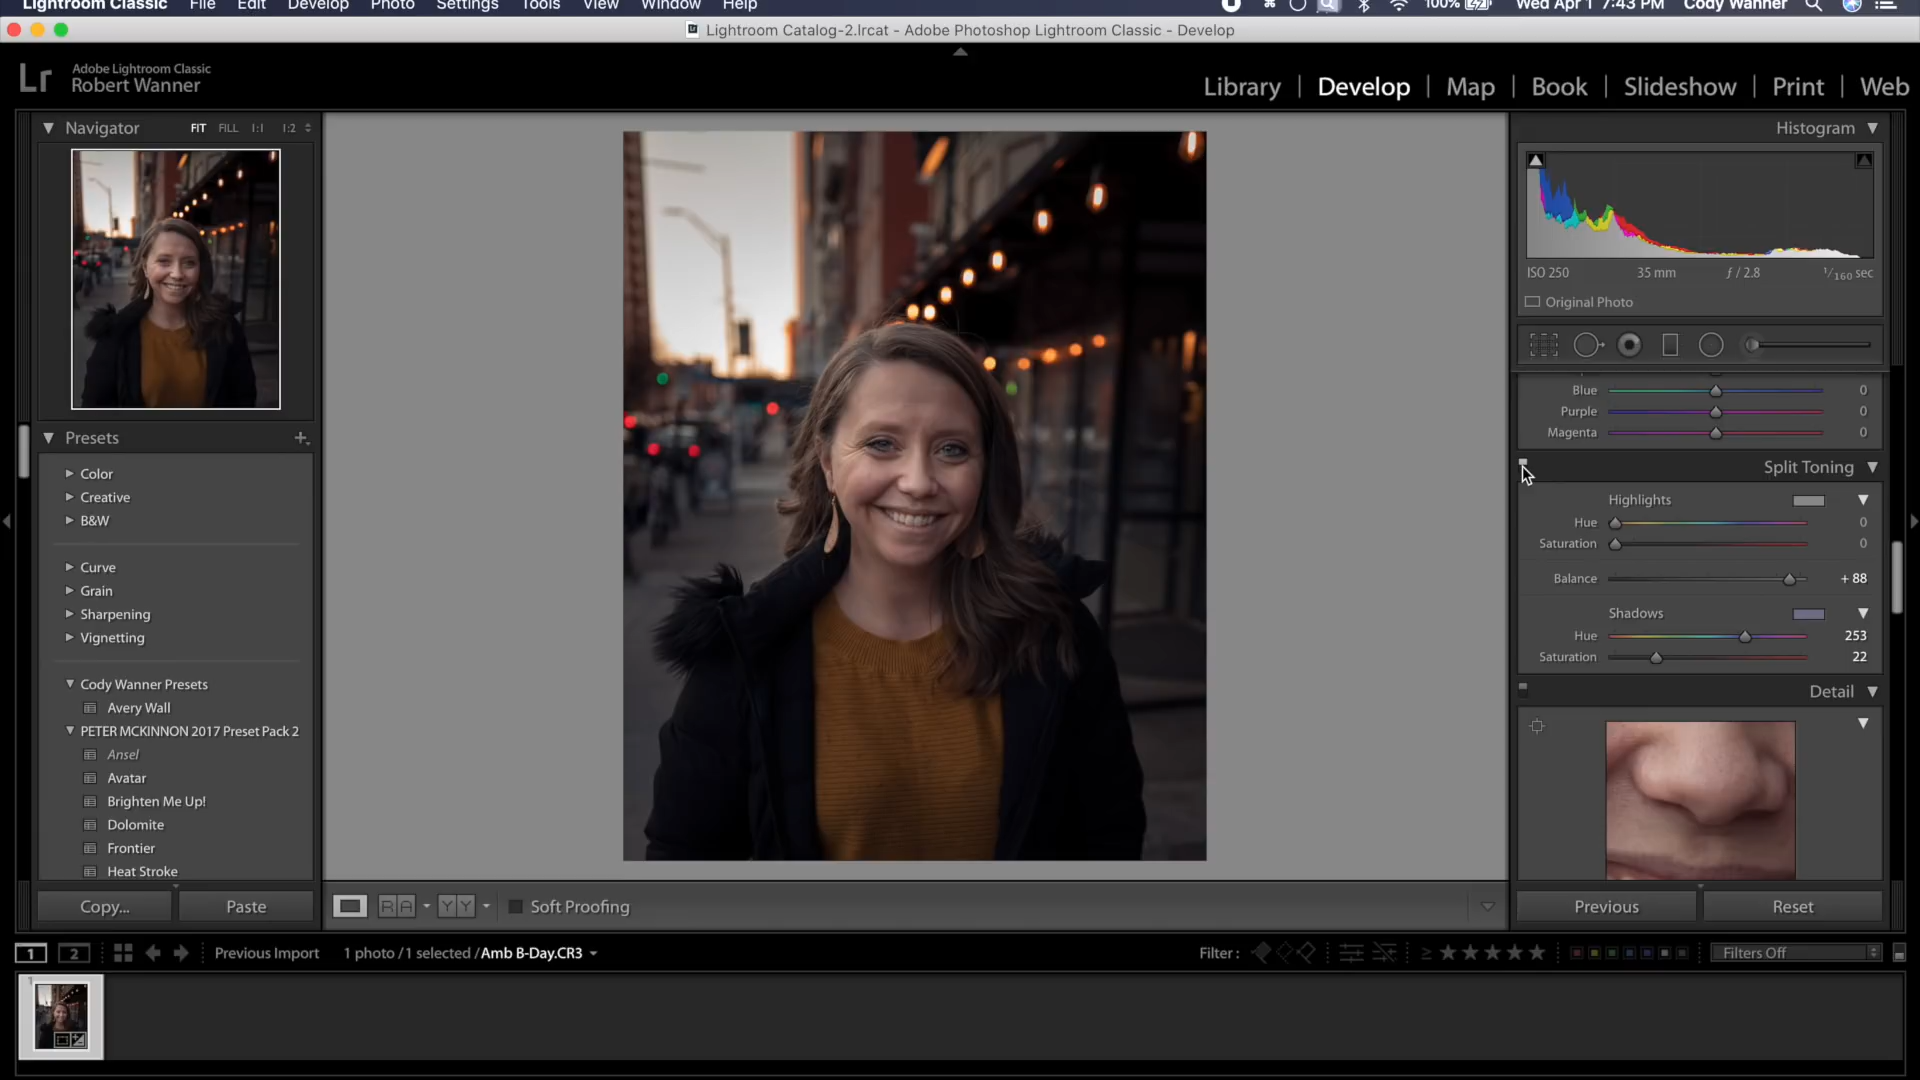 Lightroom Classic File Edit Develop Photo Settings Tools View Window Help 100% Wed Apr 1 7:43 PM Cody Wanner
Lightroom Catalog-2.lrcat - Adobe Photoshop Lightroom Classic - Develop
Lr Adobe Lightroom Classic
Robert Wanner
Library | Develop | Map | Book | Slideshow | Print | Web
Navigator FIT FILL 1:1 1:2
Histogram
ISO 250 35 mm ƒ / 2.8 1/160 sec
Original Photo
Blue 0
Purple 0
Magenta 0
Presets
Color
Creative
B&W
Curve
Grain
Sharpening
Vignetting
Cody Wanner Presets
Avery Wall
PETER MCKINNON 2017 Preset Pack 2
Ansel
Avatar
Brighten Me Up!
Dolomite
Frontier
Heat Stroke
Split Toning
Highlights
Hue 0
Saturation 0
Balance + 88
Shadows
Hue 253
Saturation 22
Detail
Copy... Paste
R A Y Y Soft Proofing
Previous Reset
1 2 Previous Import 1 photo / 1 selected / Amb B-Day.CR3 Filter : ≥ ★★★★★ Filters Off
1